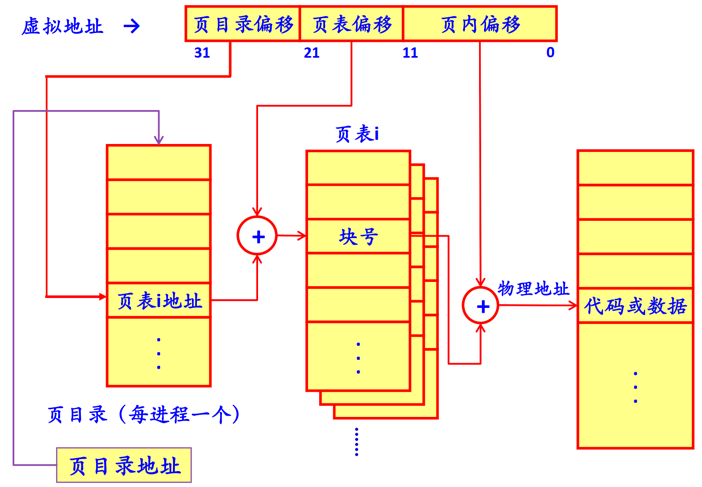 虚拟地址 →
页目录偏移 页表偏移 页内偏移
31 21 11 0
页表i
+
块号
页表i地址
+
物理地址
代码或数据
⋮
⋮
⋮
页目录（每进程一个）
页目录地址